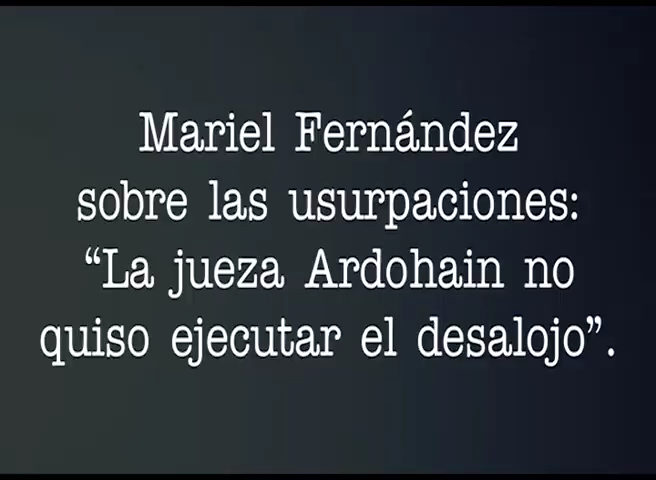 Mariel Fernández
sobre las usurpaciones:
“La jueza Ardohain no
quiso ejecutar el desalojo”.